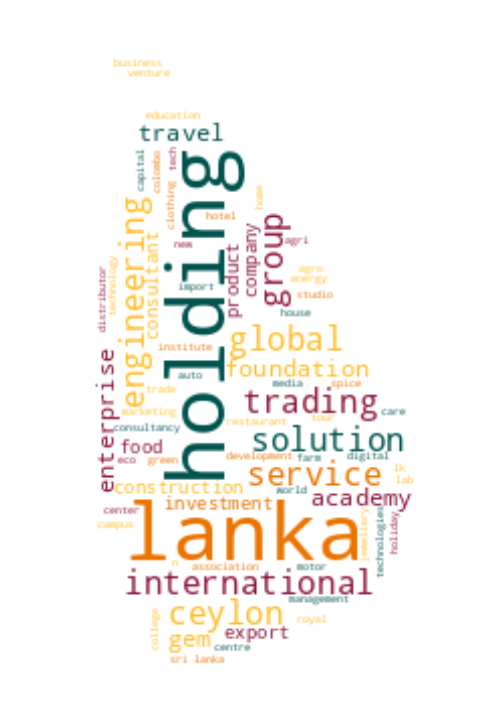 business
venture
education
travel
capital
colombo
tech
holding
clothing
hotel
home
engineering
consultant
new
product
company
group
agri
import
technology
distributor
agro
energy
studio
house
global
institute
foundation
auto
media
spice
trade
enterprise
trading
care
marketing
restaurant
tour
consultancy
solution
food
eco
green
development
farm
digital
service
lk
lab
construction
world
academy
investment
center
campus
lanka
jewellery
technologies
holiday
n
association
motor
international
management
ceylon
college
royal
gem
export
centre
sri lanka